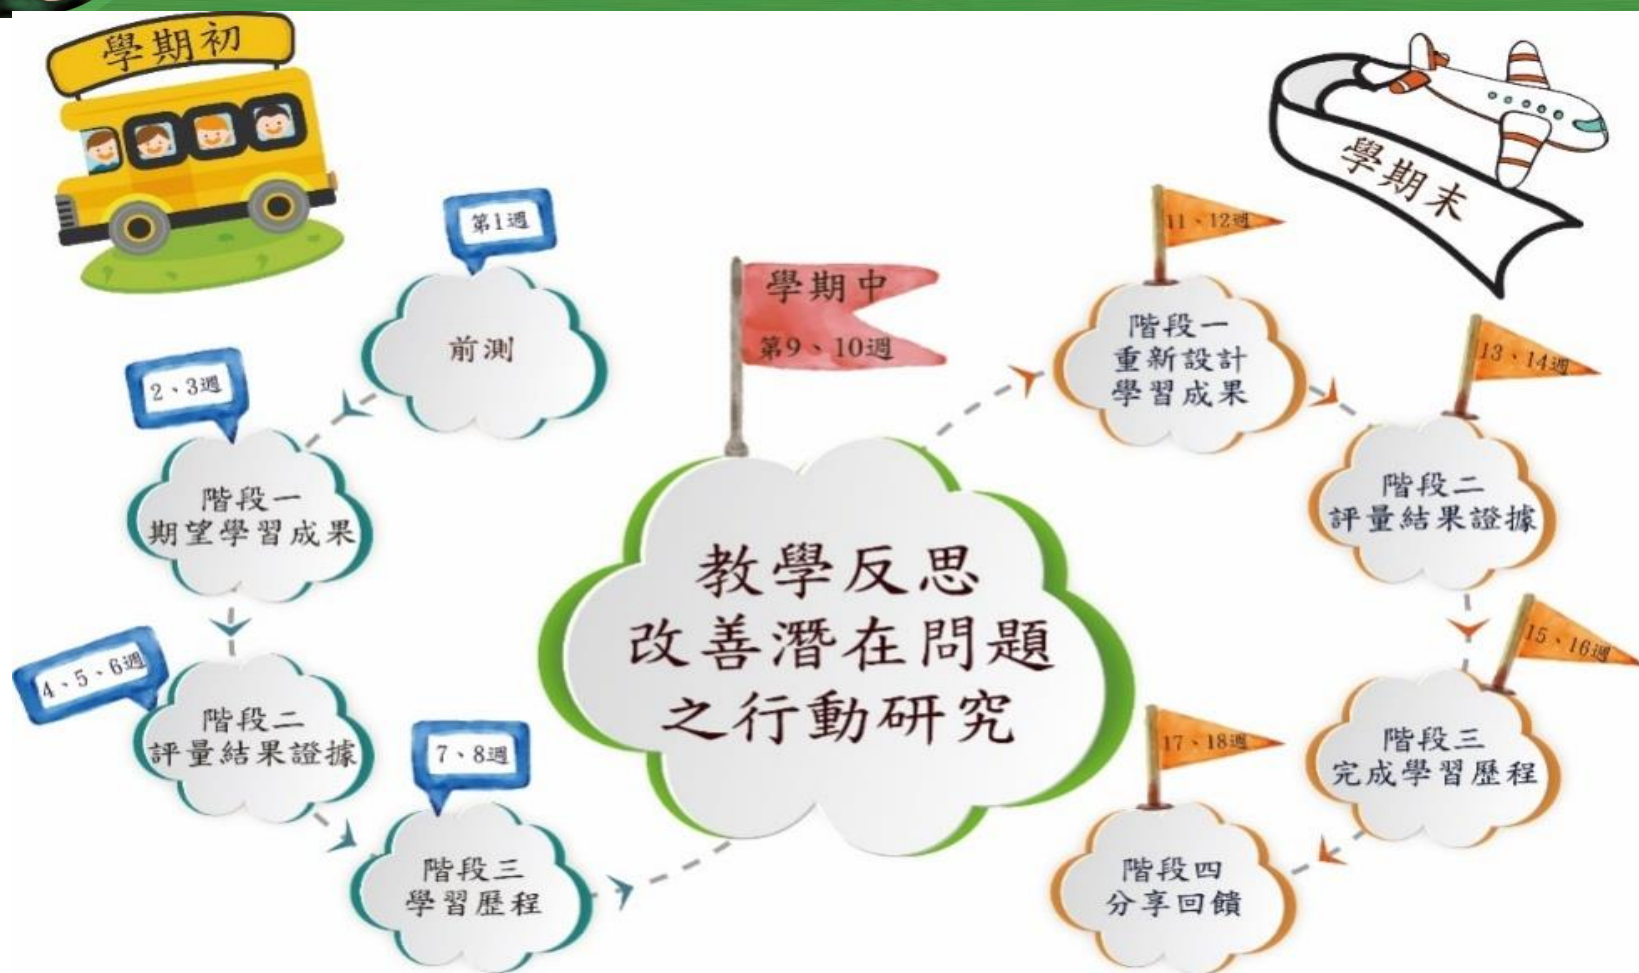 學期初
第1週
前測
2、3週
階段一
期望學習成果
4、5、6週
階段二
評量結果證據
7、8週
階段三
學習歷程
學期中
第9、10週
教學反思
改善潛在問題
之行動研究
11、12週
階段一
重新設計
學習成果
13、14週
階段二
評量結果證據
15、16週
階段三
完成學習歷程
17、18週
階段四
分享回饋
學期末